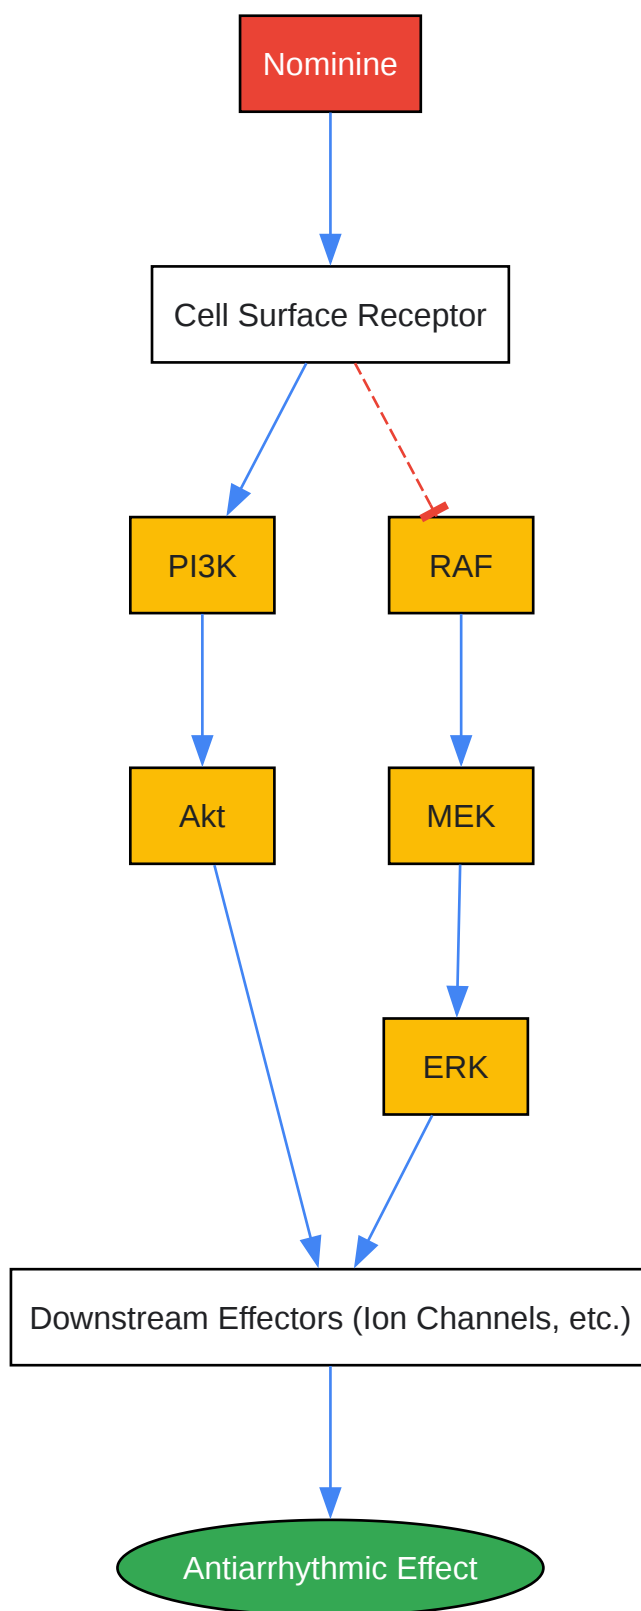 Nominine
Cell Surface Receptor
PI3K
RAF
Akt
MEK
ERK
Downstream Effectors (Ion Channels, etc.)
Antiarrhythmic Effect